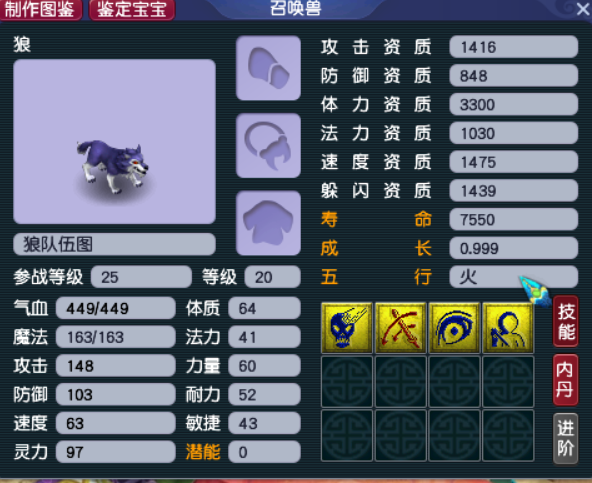 制作图鉴 鉴定宝宝 召唤兽
狼
攻击资质 1416
防御资质 848
体力资质 3300
法力资质 1030
速度资质 1475
躲闪资质 1439
寿命 7550
成长 0.999
五行 火
狼队伍图
参战等级 25 等级 20
气血 449/449 体质 64
魔法 163/163 法力 41
攻击 148 力量 60
防御 103 耐力 52
速度 63 敏捷 43
灵力 97 潜能 0
技能
内丹
进阶